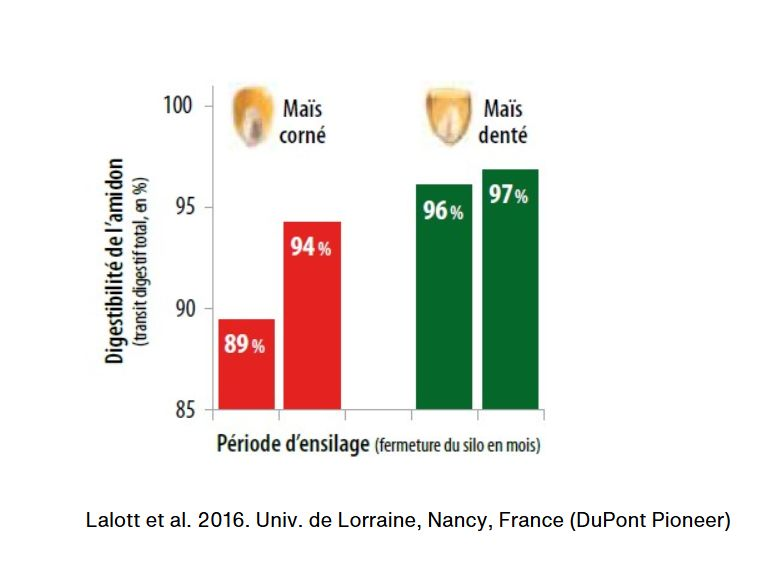 Digestibilité de l'amidon
(transit digestif total, en %)
100
95
90
85
Maïs
corné
Maïs
denté
89 %
94 %
96 %
97 %
Période d'ensilage (fermeture du silo en mois)
Lalott et al. 2016. Univ. de Lorraine, Nancy, France (DuPont Pioneer)